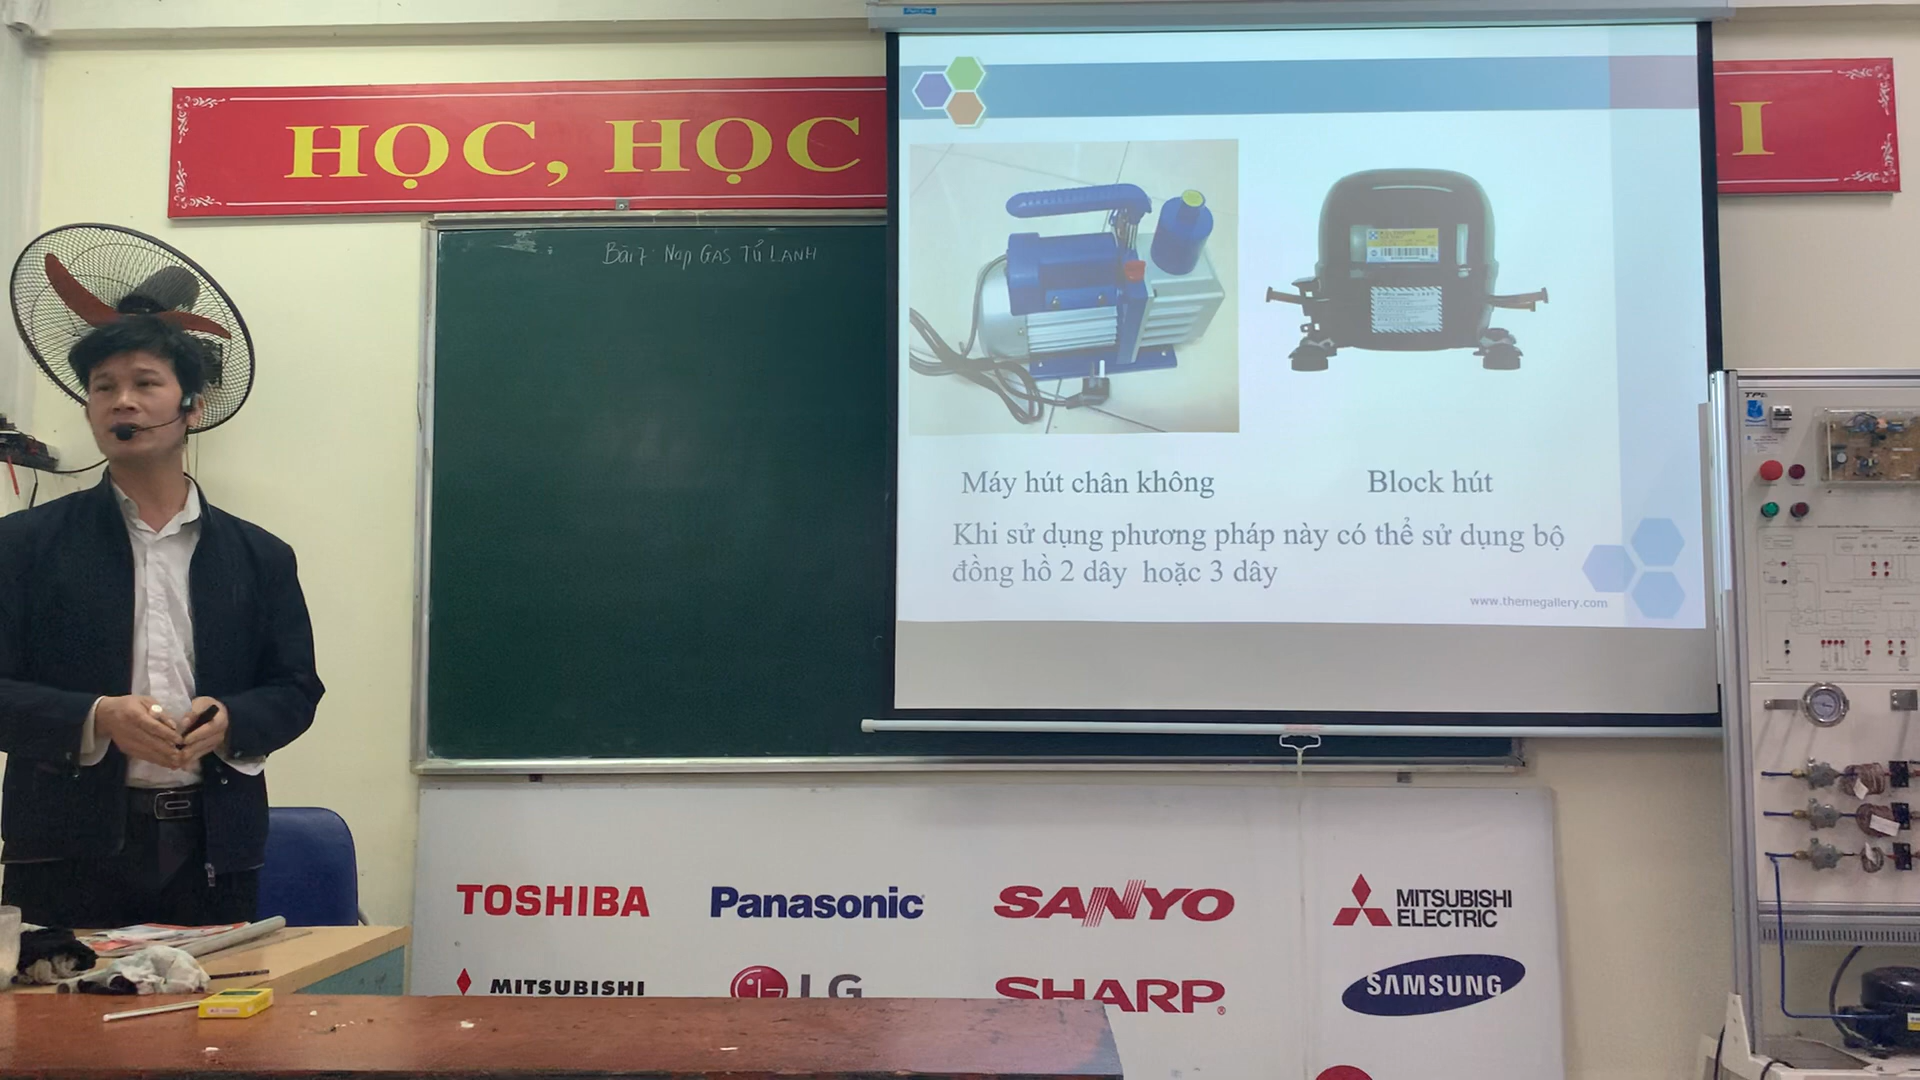 HỌC, HỌC
I
Bài 7: Nạp GAS TỦ LẠNH
Máy hút chân không
Block hút
Khi sử dụng phương pháp này có thể sử dụng bộ
đồng hồ 2 dây hoặc 3 dây
www.themegallery.com
TOSHIBA
Panasonic
SANYO
MITSUBISHI
ELECTRIC
MITSUBISHI
LG
SHARP
SAMSUNG